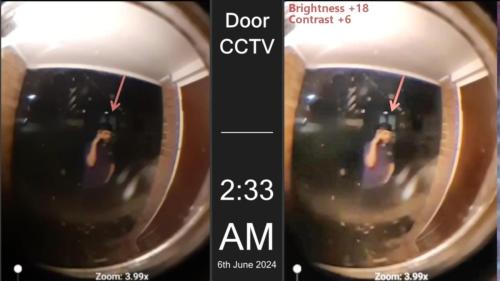 Door
CCTV
2:33
AM
6th June 2024
Zoom: 3.99x
Brightness +18
Contrast +6
Zoom: 3.99x